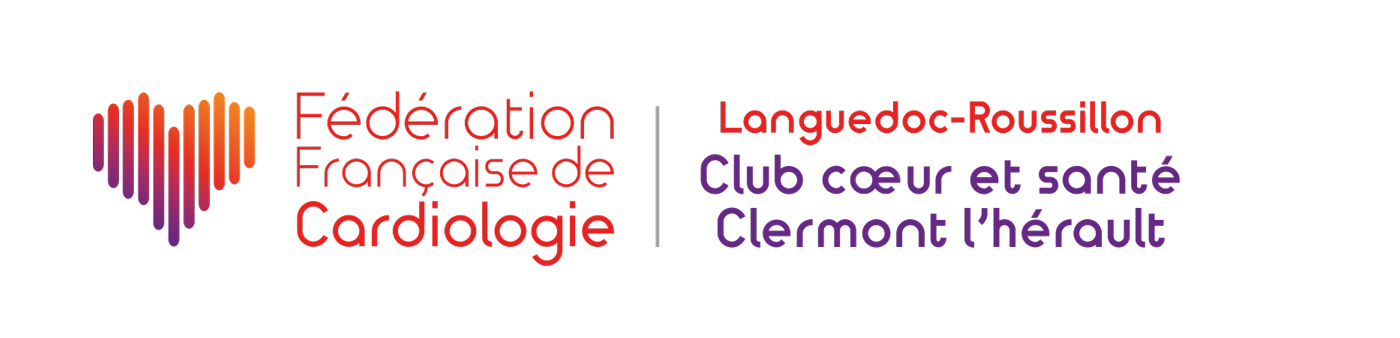 Fédération
Française de
Cardiologie
Languedoc-Roussillon
Club cœur et santé
Clermont l'hérault